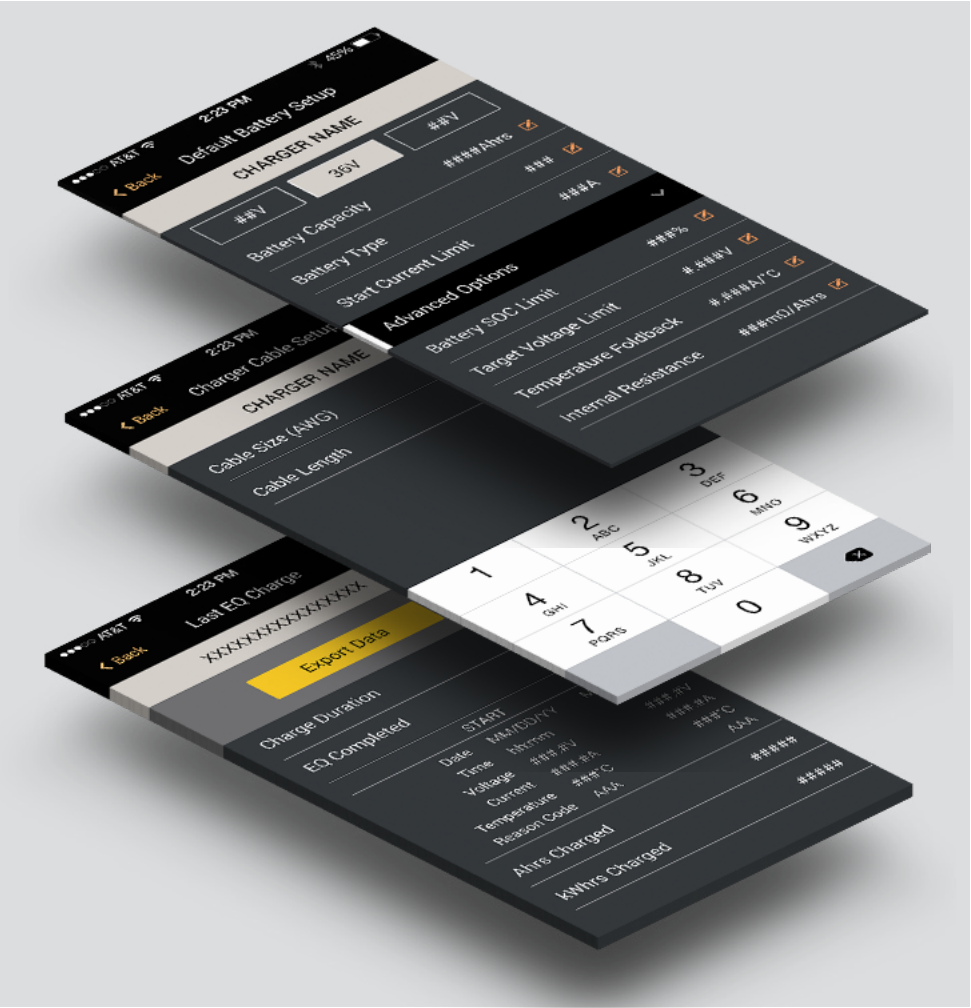 AT&T 2:23 PM 45%
Back Default Battery Setup
CHARGER NAME
##V 36V ##V
Battery Capacity ####Ahrs
Battery Type ###
Start Current Limit ###A
Advanced Options
Battery SOC Limit ###%
Target Voltage Limit #.###V
Temperature Foldback #.###A/°C
Internal Resistance ###mΩ/Ahrs
AT&T 2:23 PM
Back Charger Cable Setup
CHARGER NAME
Cable Size (AWG)
Cable Length
1 2 ABC 3 DEF
4 GHI 5 JKL 6 MNO
7 PQRS 8 TUV 9 WXYZ
0
AT&T 2:23 PM
Back Last EQ Charge
XXXXXXXXXXXXXXX
Export Data
Charge Duration
EQ Completed
START
Date MM/DD/YY M
Time hh:mm
Voltage ###.#V ###.#V
Current ###.#A ###.#A
Temperature ###°C ###°C
Reason Code AAA AAA
Ahrs Charged #####
kWhrs Charged #####